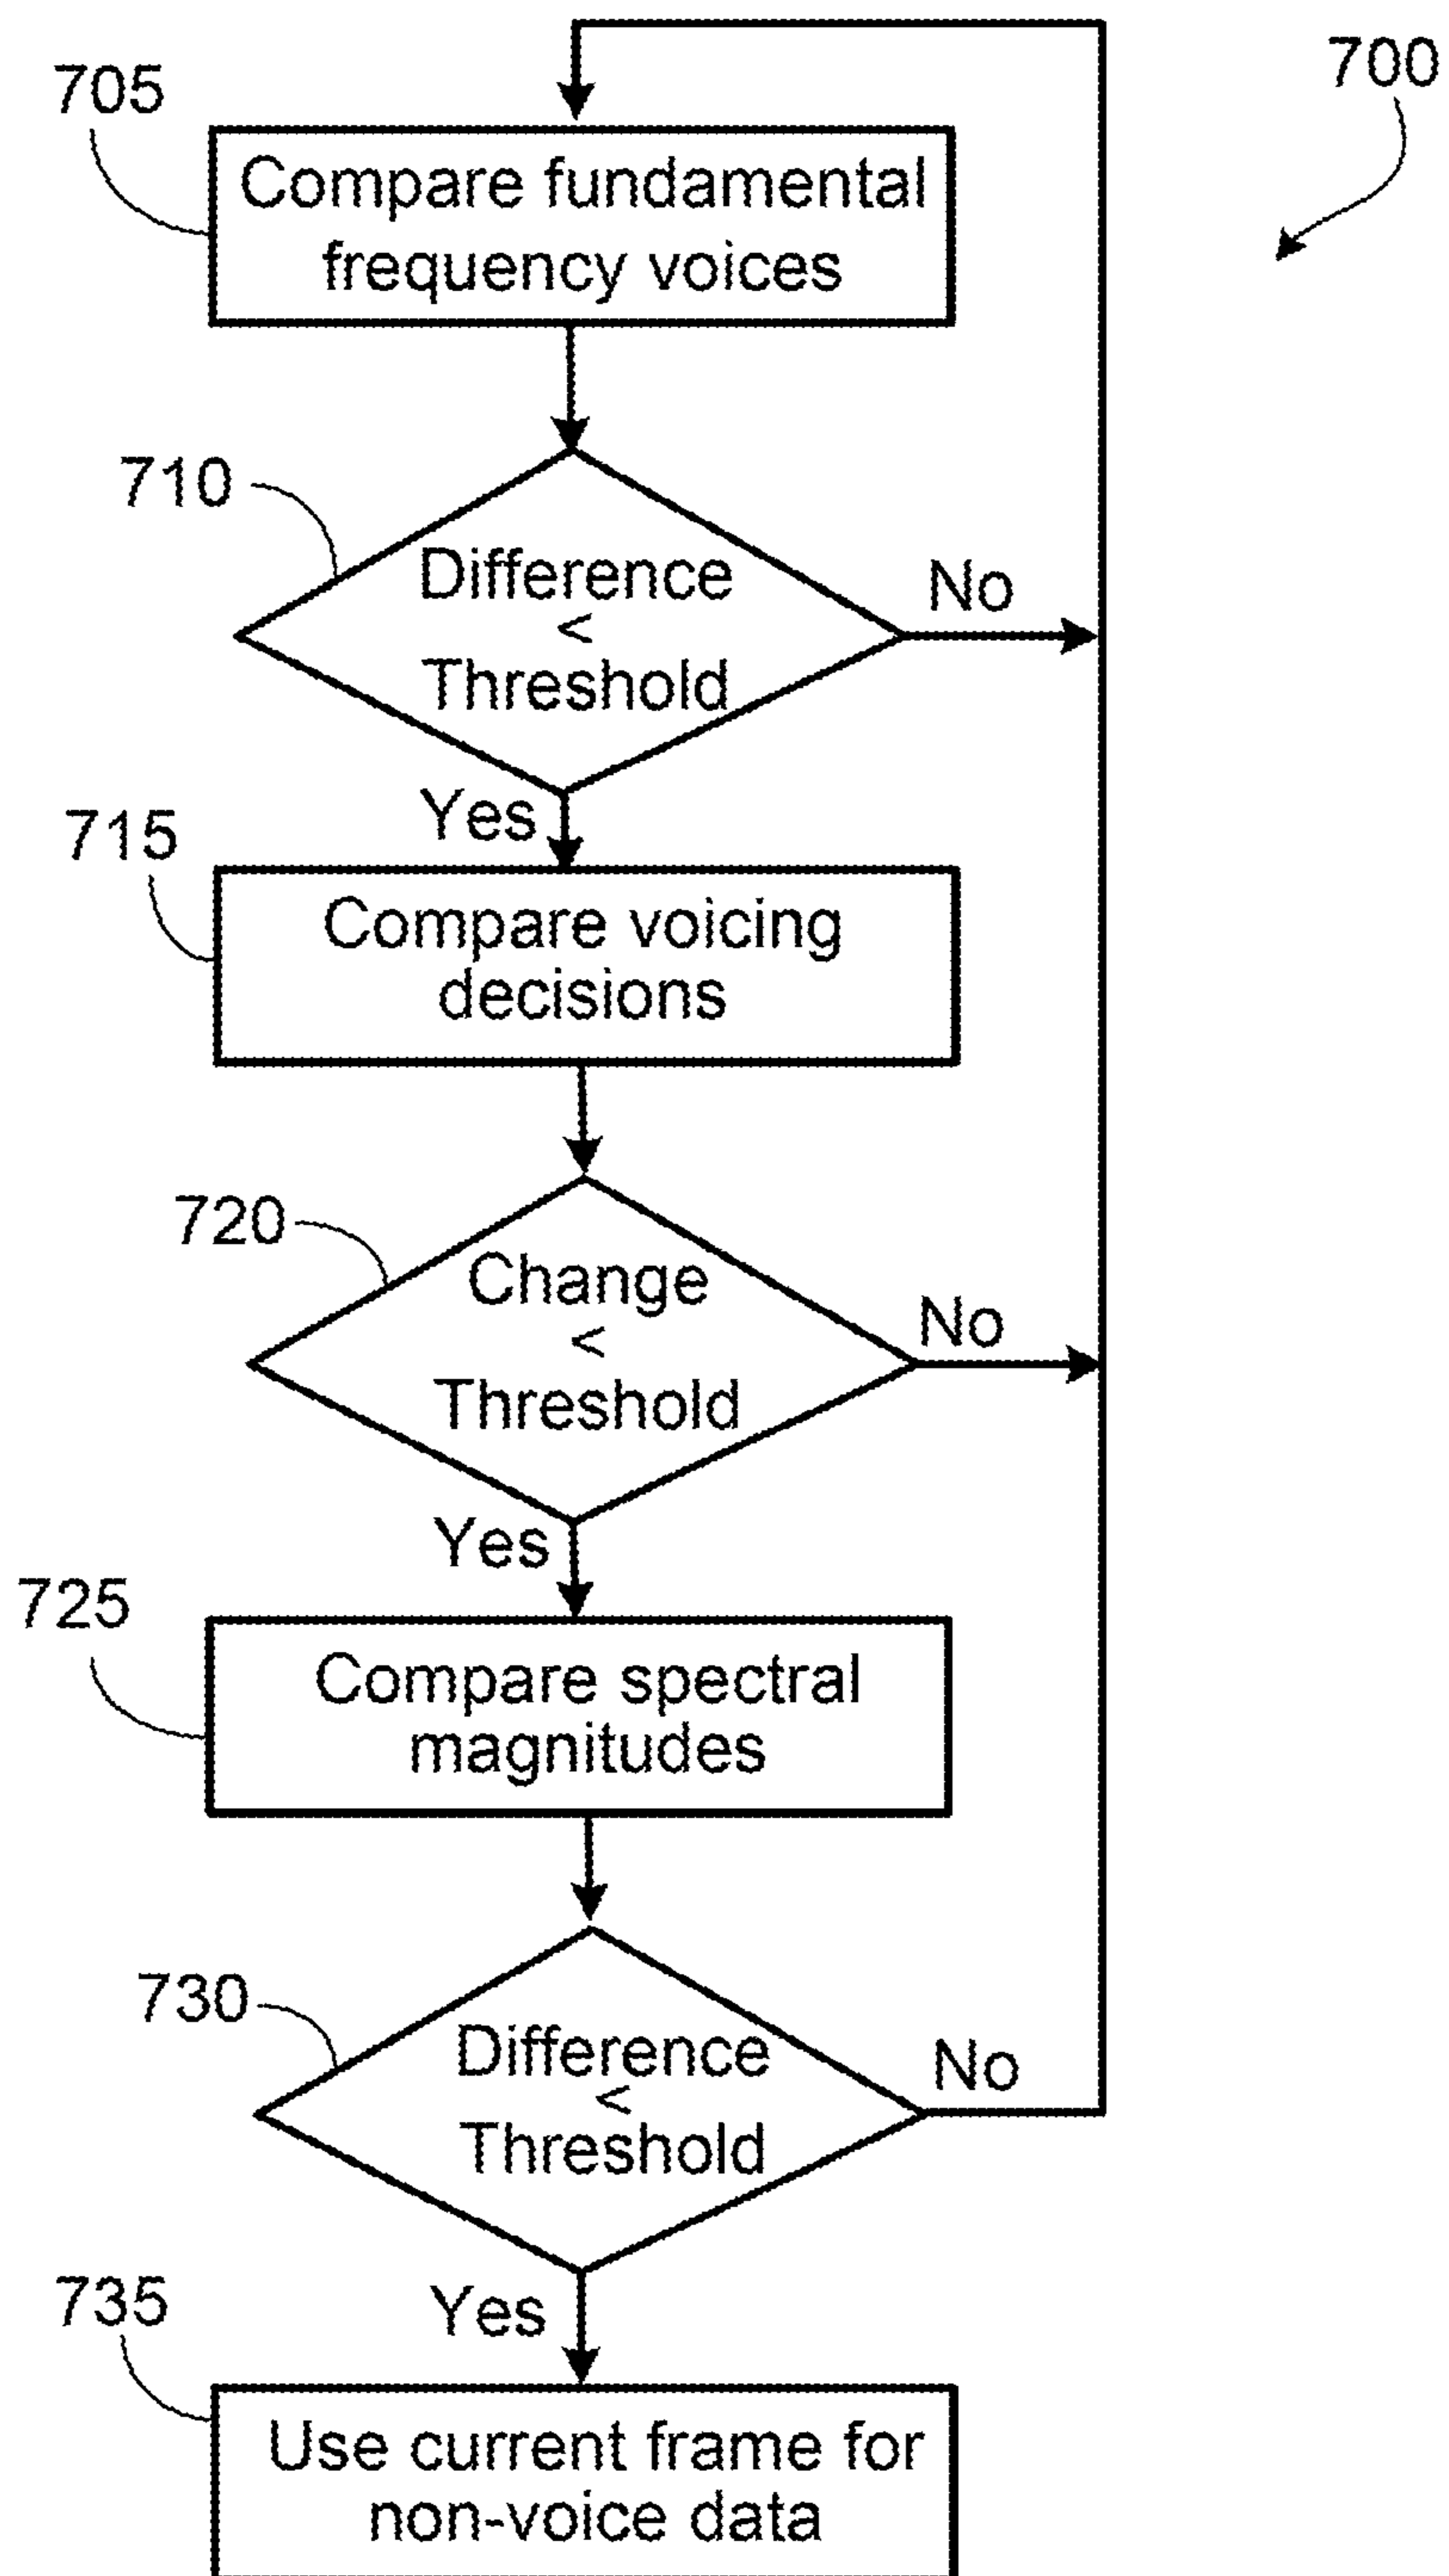 700
705
Compare fundamental
frequency voices
710
Difference
<
Threshold
No
Yes
715
Compare voicing
decisions
720
Change
<
Threshold
No
Yes
725
Compare spectral
magnitudes
730
Difference
<
Threshold
No
Yes
735
Use current frame for
non-voice data